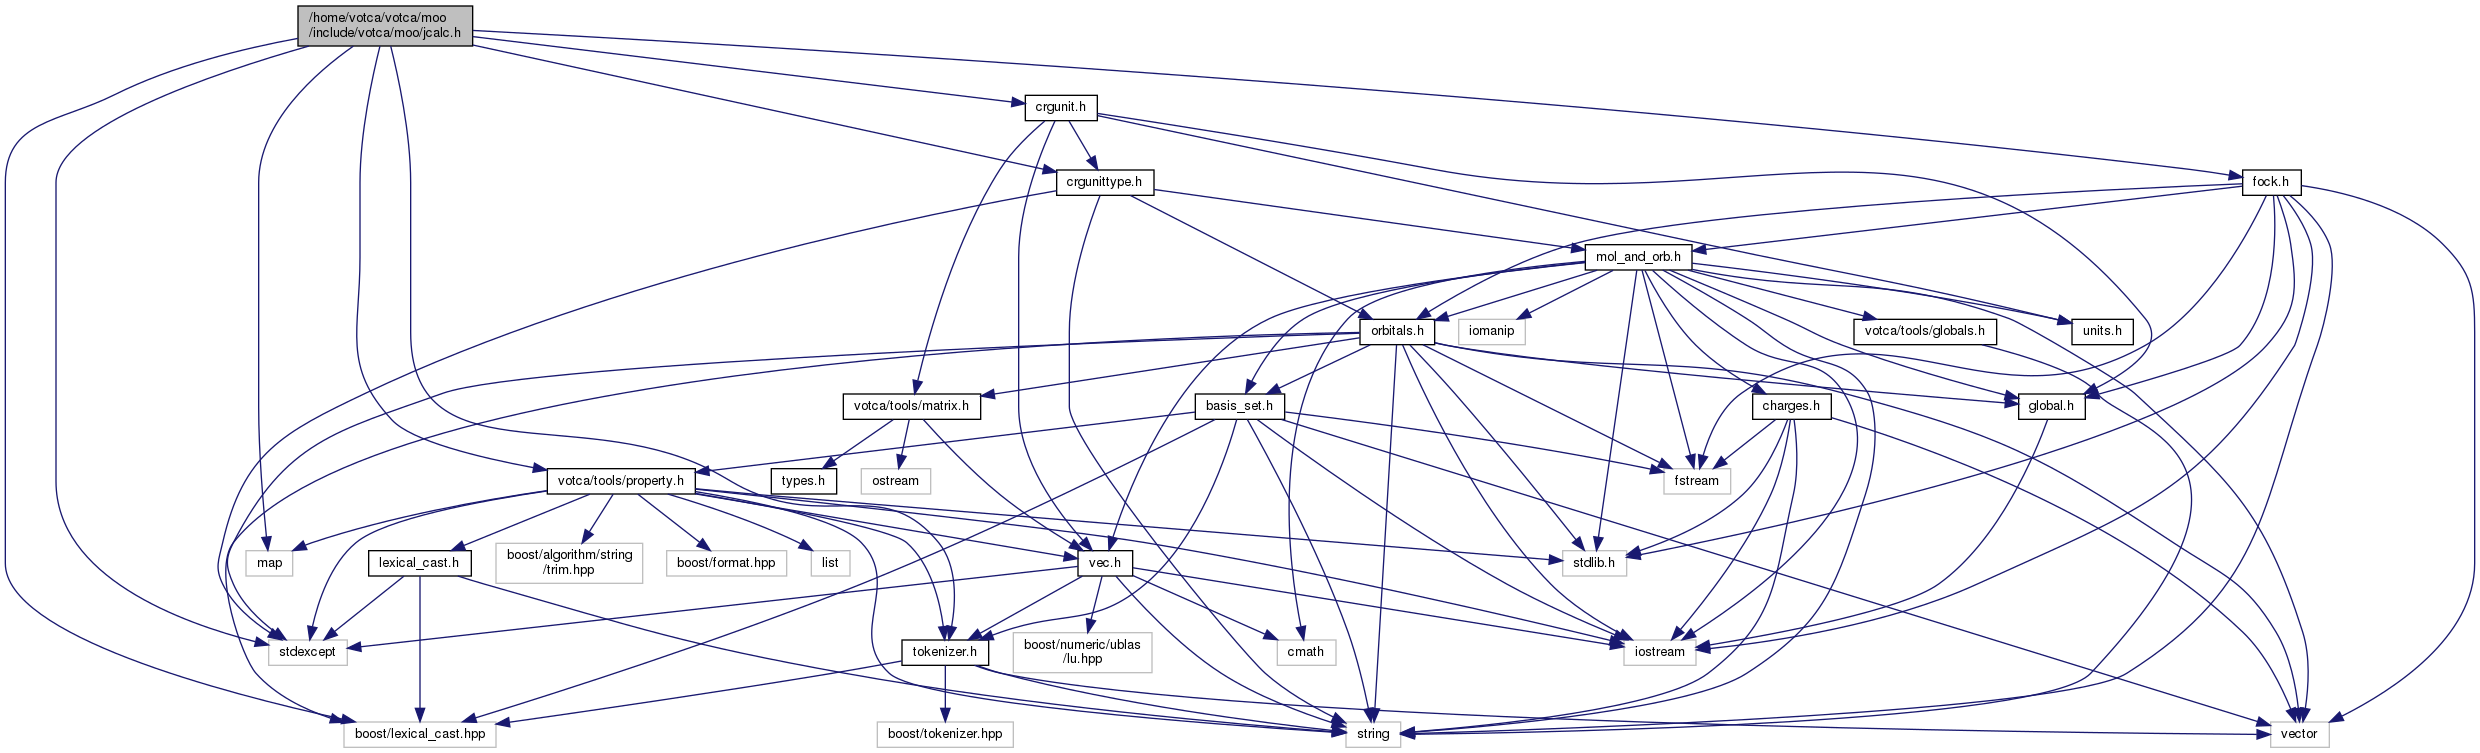 /home/votca/votca/moo
/include/votca/moo/jcalc.h
crgunit.h
crgunittype.h
fock.h
mol_and_orb.h
orbitals.h
iomanip
votca/tools/globals.h
units.h
votca/tools/matrix.h
basis_set.h
charges.h
global.h
votca/tools/property.h
types.h
ostream
fstream
map
lexical_cast.h
boost/algorithm/string
/trim.hpp
boost/format.hpp
list
vec.h
stdlib.h
stdexcept
tokenizer.h
boost/numeric/ublas
/lu.hpp
cmath
iostream
boost/lexical_cast.hpp
boost/tokenizer.hpp
string
vector